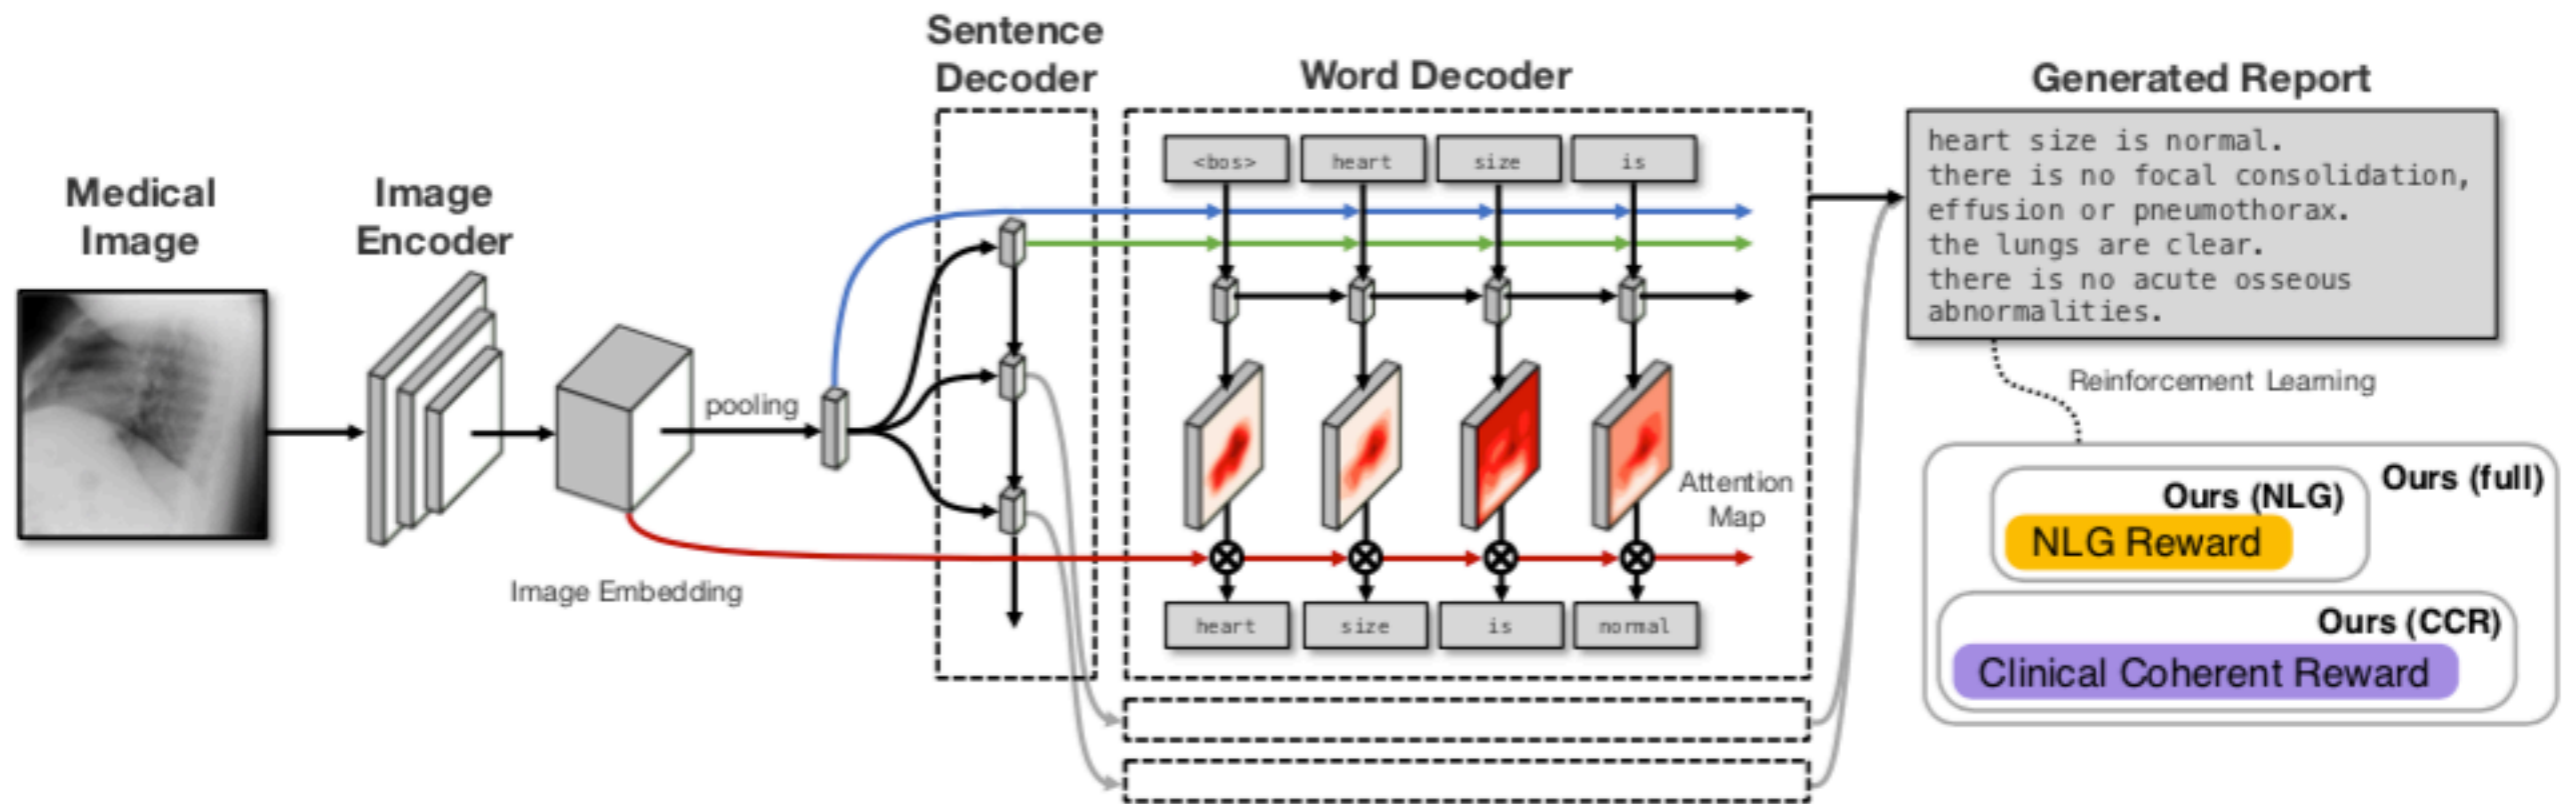 Medical
Image
Image
Encoder
pooling
Image Embedding
Sentence
Decoder
Word Decoder
<bos> heart size is
Attention
Map
heart size is normal
Generated Report
heart size is normal.
there is no focal consolidation,
effusion or pneumothorax.
the lungs are clear.
there is no acute osseous
abnormalities.
Reinforcement Learning
Ours (full)
Ours (NLG)
NLG Reward
Ours (CCR)
Clinical Coherent Reward